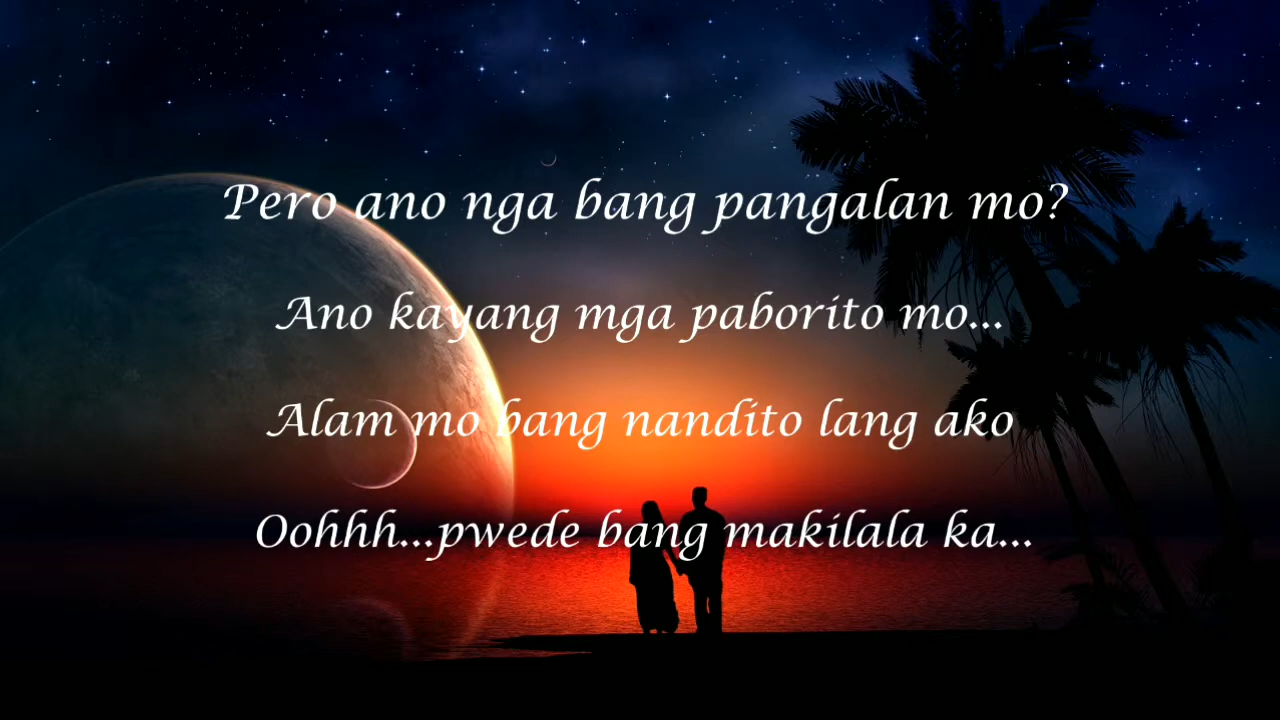 Pero ano nga bang pangalan mo?
Ano kayang mga paborito mo...
Alam mo bang nandito lang ako
Oohhh...pwede bang makilala ka...